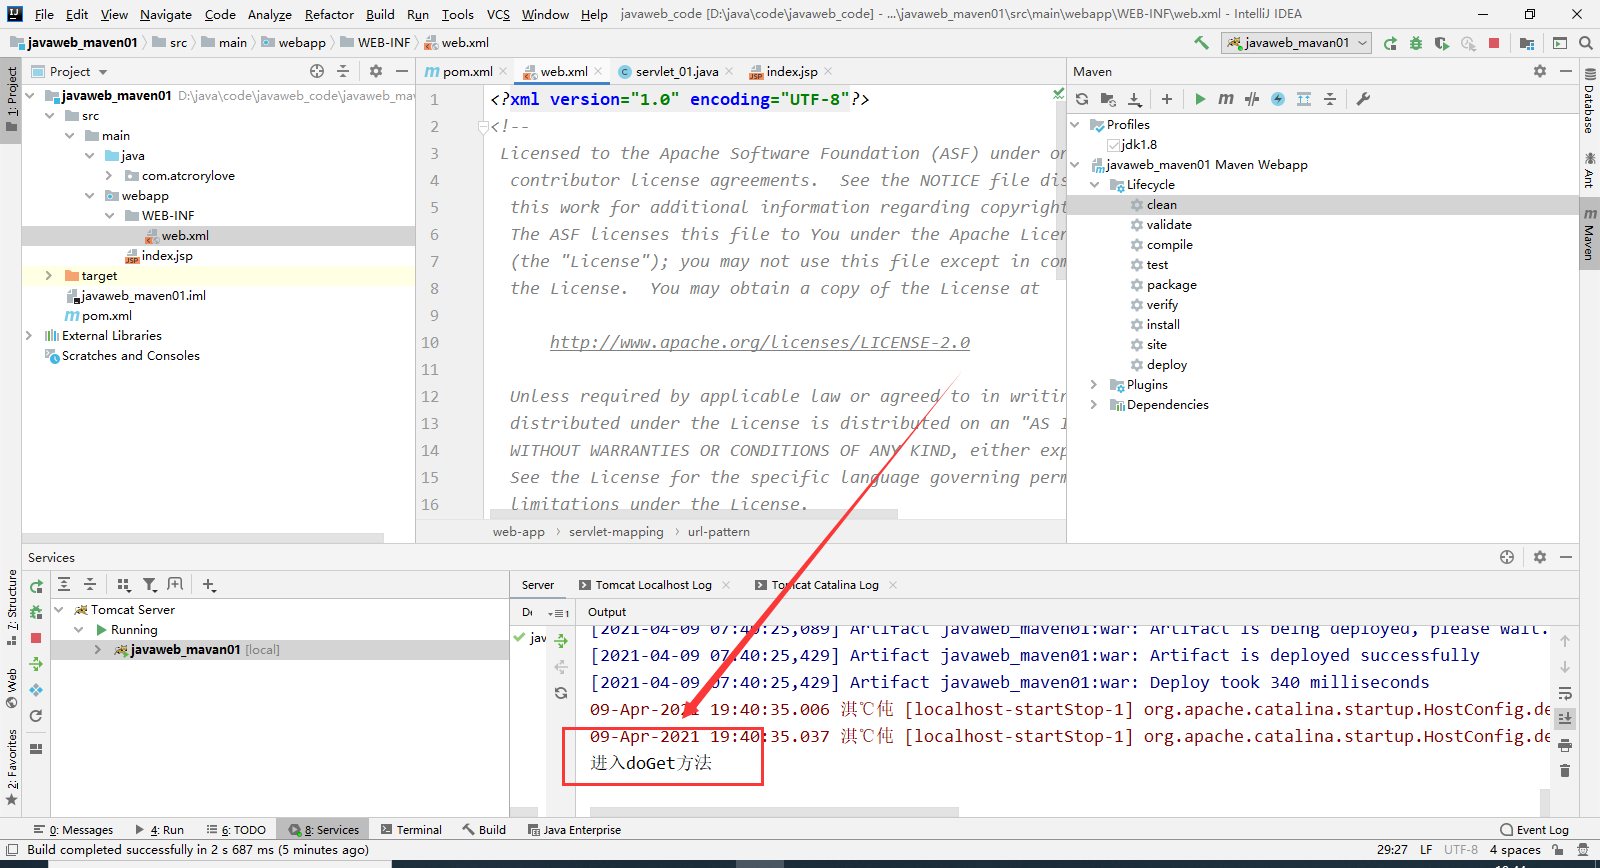 File Edit View Navigate Code Analyze Refactor Build Run Tools VCS Window Help javaweb_code [D:\java\code\javaweb_code] - ...\javaweb_maven01\src\main\webapp\WEB-INF\web.xml - IntelliJ IDEA
javaweb_maven01 src main webapp WEB-INF web.xml
javaweb_mavan01
Project
pom.xml web.xml servlet_01.java index.jsp
Maven
javaweb_maven01 D:\java\code\javaweb_code\javaweb_mav
src
main
java
com.atcrorylove
webapp
WEB-INF
web.xml
index.jsp
target
javaweb_maven01.iml
pom.xml
External Libraries
Scratches and Consoles
1 <?xml version="1.0" encoding="UTF-8"?>
2 <!--
3 Licensed to the Apache Software Foundation (ASF) under or
4 contributor license agreements.  See the NOTICE file dis
5 this work for additional information regarding copyright
6 The ASF licenses this file to You under the Apache Licen
7 (the "License"); you may not use this file except in com
8 the License.  You may obtain a copy of the License at
9
10 http://www.apache.org/licenses/LICENSE-2.0
11
12 Unless required by applicable law or agreed to in writin
13 distributed under the License is distributed on an "AS I
14 WITHOUT WARRANTIES OR CONDITIONS OF ANY KIND, either exp
15 See the License for the specific language governing perm
16 limitations under the License.
web-app servlet-mapping url-pattern
Profiles
jdk1.8
javaweb_maven01 Maven Webapp
Lifecycle
clean
validate
compile
test
package
verify
install
site
deploy
Plugins
Dependencies
1: Project
7: Structure
Web
2: Favorites
Database
Ant
Maven
Services
Tomcat Server
Running
javaweb_mavan01 [local]
Server Tomcat Localhost Log Tomcat Catalina Log
1 Output
jav
[2021-04-09 07:40:25,089] Artifact javaweb_maven01:war: Artifact is being deployed, please wait.
[2021-04-09 07:40:25,429] Artifact javaweb_maven01:war: Artifact is deployed successfully
[2021-04-09 07:40:25,429] Artifact javaweb_maven01:war: Deploy took 340 milliseconds
09-Apr-2021 19:40:35.006 淇℃伅 [localhost-startStop-1] org.apache.catalina.startup.HostConfig.de
09-Apr-2021 19:40:35.037 淇℃伅 [localhost-startStop-1] org.apache.catalina.startup.HostConfig.de
进入doGet方法
0: Messages 4: Run 6: TODO 8: Services Terminal Build Java Enterprise Event Log
Build completed successfully in 2 s 687 ms (5 minutes ago) 29:27 LF UTF-8 4 spaces